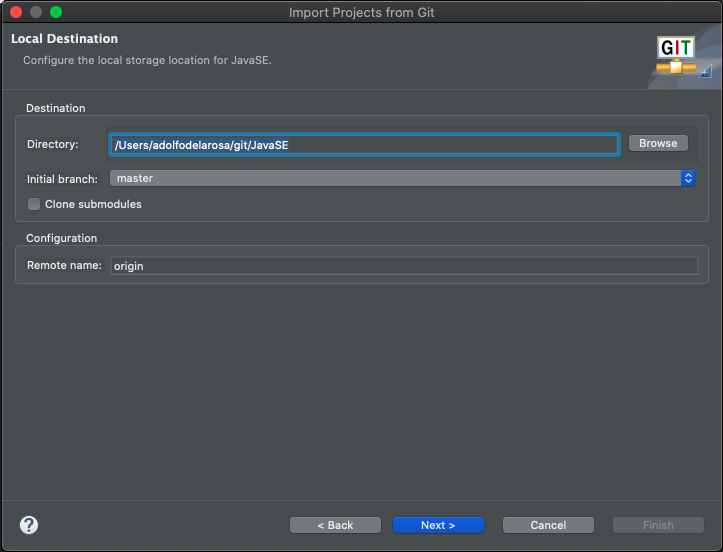 Import Projects from Git
Local Destination
Configure the local storage location for JavaSE.
GIT
Destination
Directory: /Users/adolfodelarosa/git/JavaSE Browse
Initial branch: master
Clone submodules
Configuration
Remote name: origin
? < Back Next > Cancel Finish